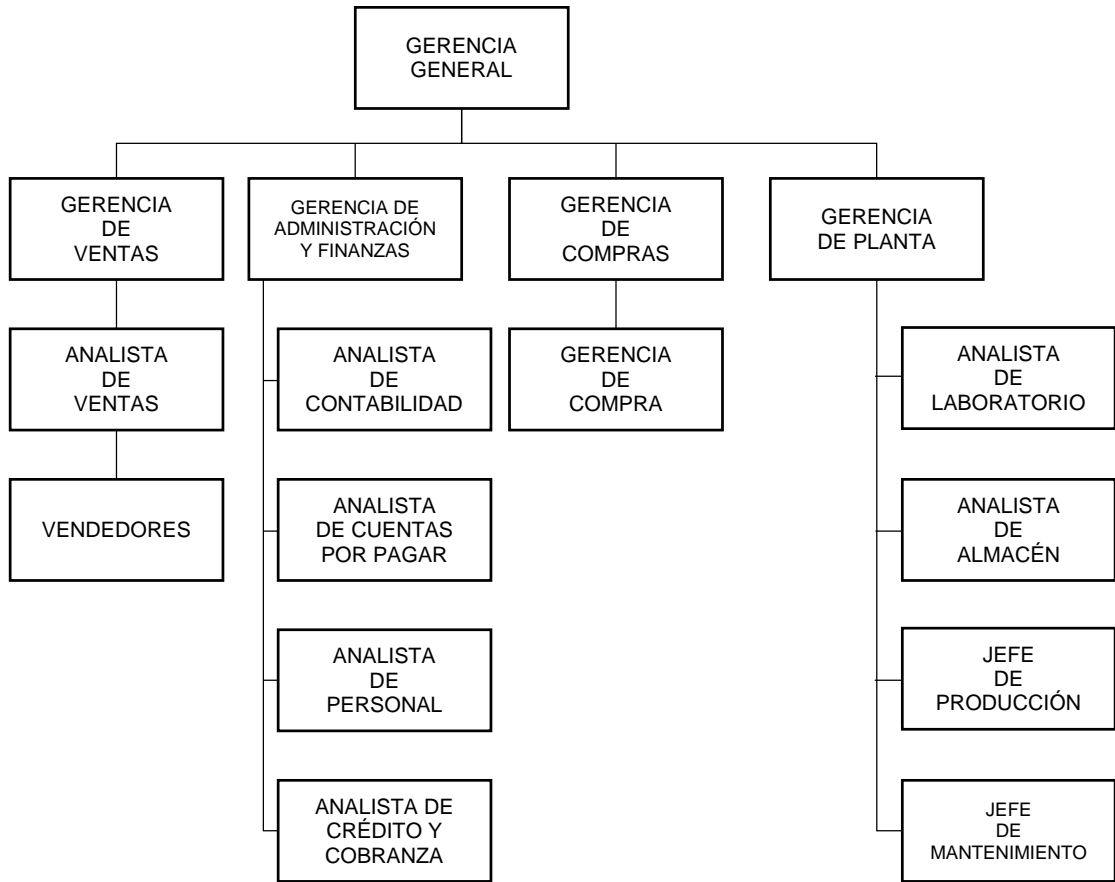 GERENCIA
GENERAL
GERENCIA
DE
VENTAS
GERENCIA DE
ADMINISTRACIÓN
Y FINANZAS
GERENCIA
DE
COMPRAS
GERENCIA
DE PLANTA
ANALISTA
DE
VENTAS
ANALISTA
DE
CONTABILIDAD
GERENCIA
DE
COMPRA
ANALISTA
DE
LABORATORIO
VENDEDORES
ANALISTA
DE CUENTAS
POR PAGAR
ANALISTA
DE
ALMACÉN
ANALISTA
DE
PERSONAL
JEFE
DE
PRODUCCIÓN
ANALISTA DE
CRÉDITO Y
COBRANZA
JEFE
DE
MANTENIMIENTO